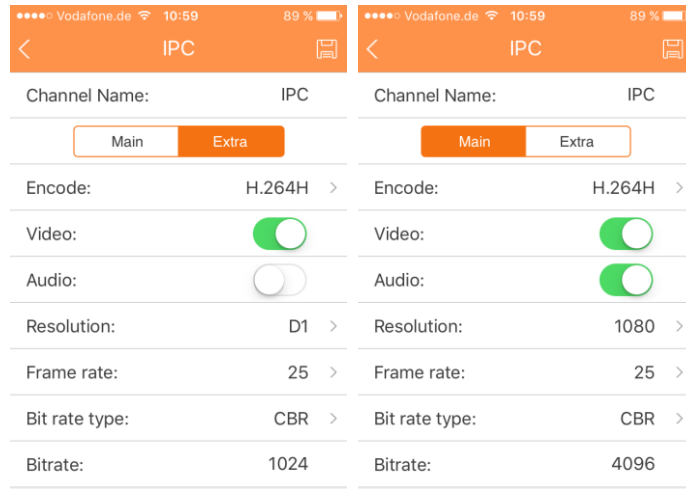 Vodafone.de 10:59 89 %
IPC
Channel Name: IPC
Main Extra
Encode: H.264H
Video:
Audio:
Resolution: D1
Frame rate: 25
Bit rate type: CBR
Bitrate: 1024
Vodafone.de 10:59 89 %
IPC
Channel Name: IPC
Main Extra
Encode: H.264H
Video:
Audio:
Resolution: 1080
Frame rate: 25
Bit rate type: CBR
Bitrate: 4096